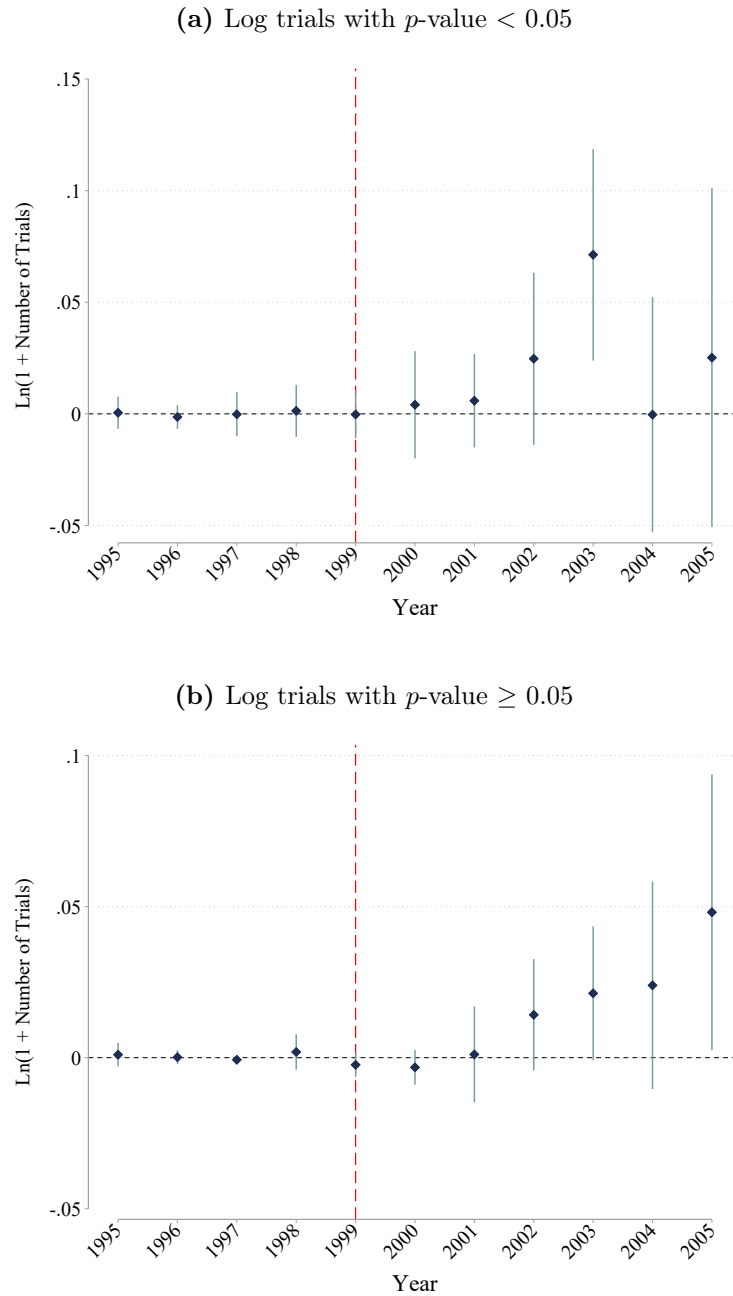 (a) Log trials with p-value < 0.05
.15
.1
.05
0
-.05
Ln(1 + Number of Trials)
1995 1996 1997 1998 1999 2000 2001 2002 2003 2004 2005
Year
(b) Log trials with p-value ≥ 0.05
.1
.05
0
-.05
Ln(1 + Number of Trials)
1995 1996 1997 1998 1999 2000 2001 2002 2003 2004 2005
Year